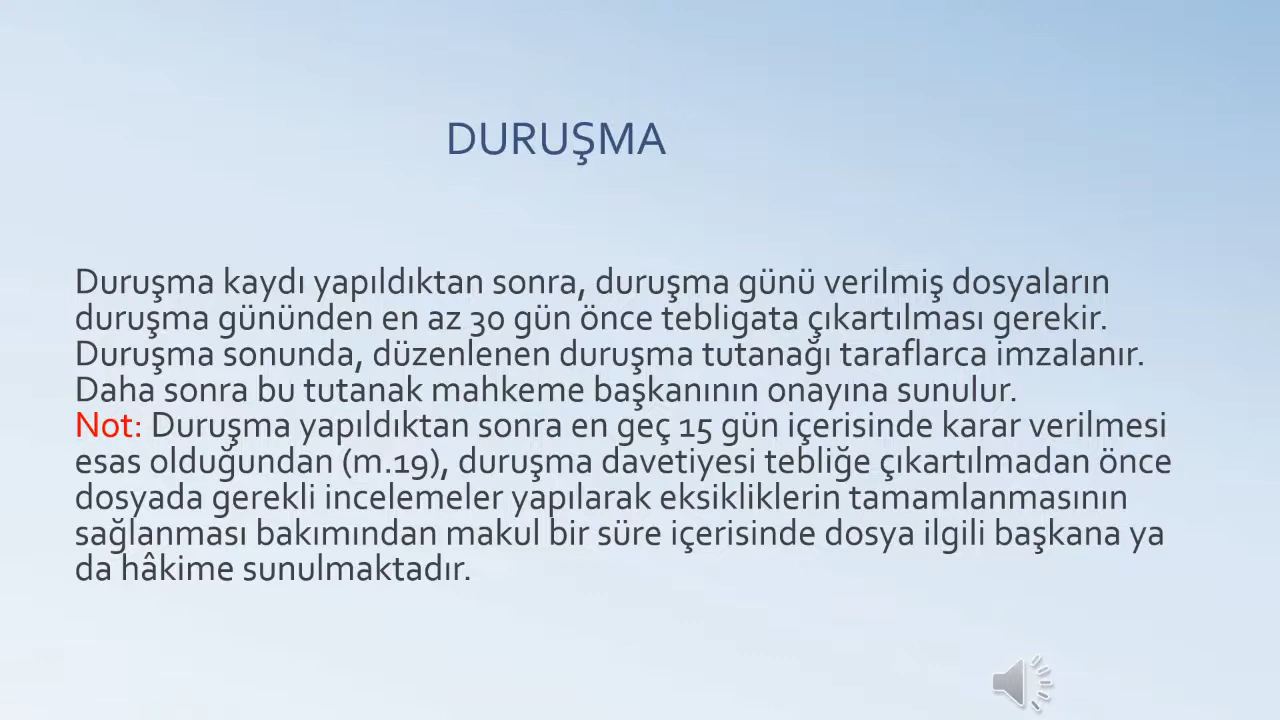 DURUŞMA
Duruşma kaydı yapıldıktan sonra, duruşma günü verilmiş dosyaların
duruşma gününden en az 30 gün önce tebligata çıkartılması gerekir.
Duruşma sonunda, düzenlenen duruşma tutanağı taraflarca imzalanır.
Daha sonra bu tutanak mahkeme başkanının onayına sunulur.
Not: Duruşma yapıldıktan sonra en geç 15 gün içerisinde karar verilmesi
esas olduğundan (m.19), duruşma davetiyesi tebliğe çıkartılmadan önce
dosyada gerekli incelemeler yapılarak eksikliklerin tamamlanmasının
sağlanması bakımından makul bir süre içerisinde dosya ilgili başkana ya
da hâkime sunulmaktadır.